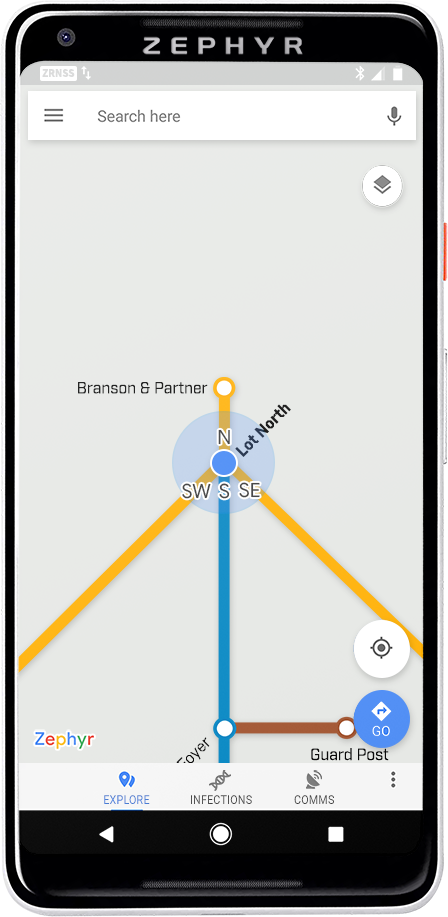 ZEPHYR
ZRNSS
Search here
Branson & Partner
Lot North
N
SW S SE
Zephyr
GO
Foyer
Guard Post
EXPLORE
INFECTIONS
COMMS